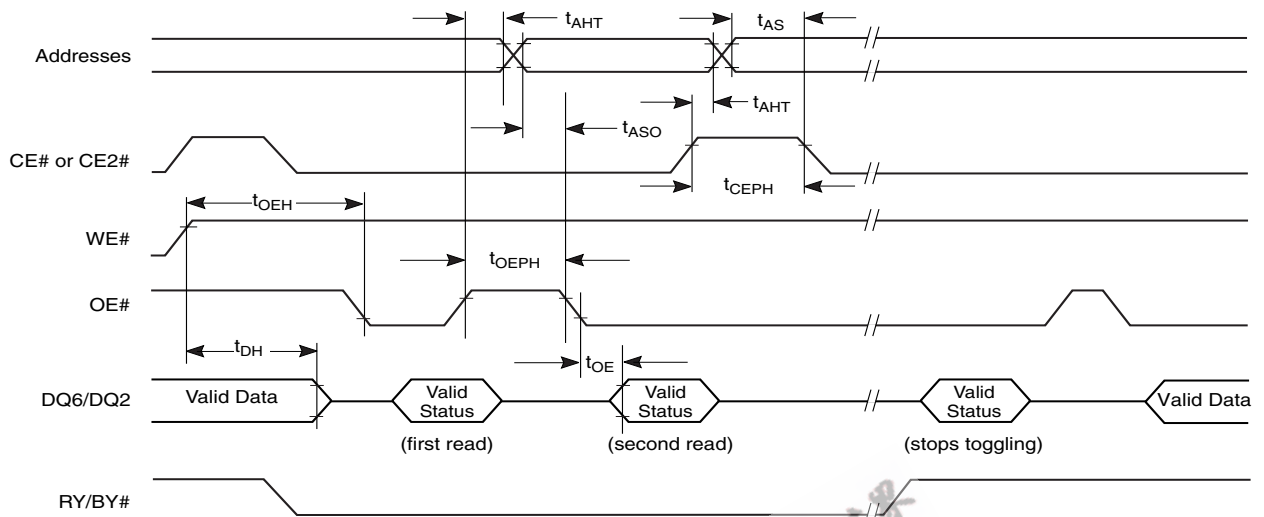 tAHT
tAS
Addresses
tAHT
tASO
CE# or CE2#
tCEPH
tOEH
WE#
tOEPH
OE#
tDH
tOE
DQ6/DQ2
Valid Data
Valid
Status
Valid
Status
Valid
Status
Valid Data
(first read)
(second read)
(stops toggling)
RY/BY#